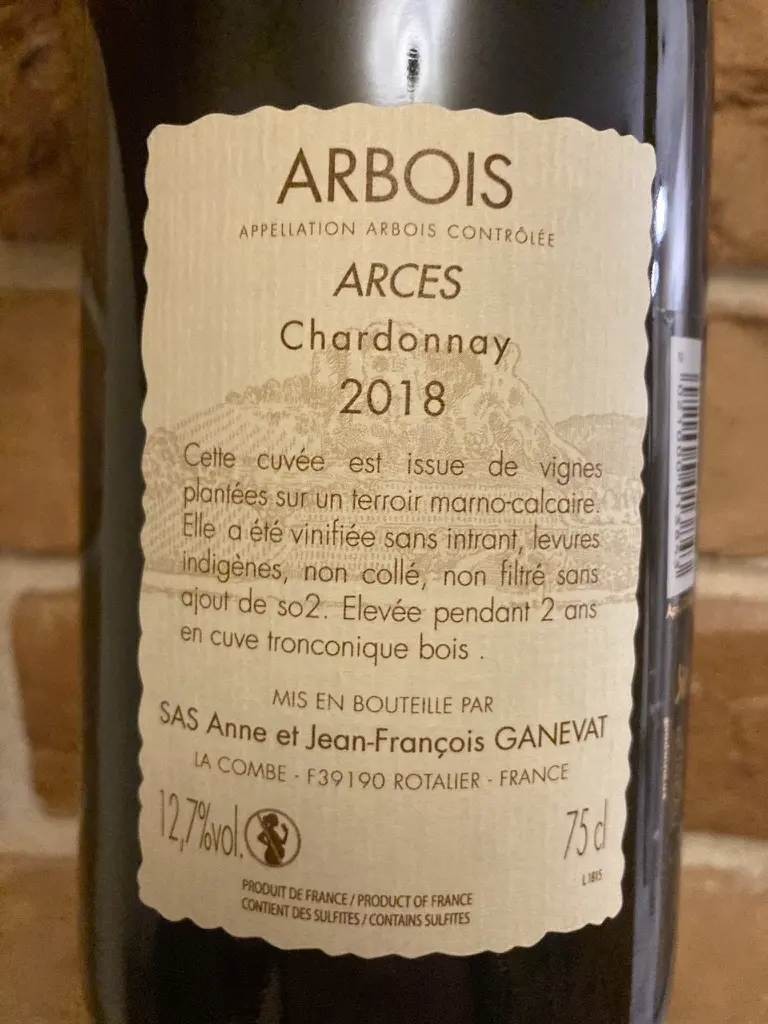 ARBOIS
APPELLATION ARBOIS CONTRÔLÉE
ARCES
Chardonnay
2018
Cette cuvée est issue de vignes
plantées sur un terroir marno-calcaire.
Elle a été vinifiée sans intrant, levures
indigènes, non collé, non filtré sans
ajout de so2. Elevée pendant 2 ans
en cuve tronconique bois .
MIS EN BOUTEILLE PAR
SAS Anne et Jean-François GANEVAT
LA COMBE - F39190 ROTALIER - FRANCE
12,7%vol.
75 cl
L 1815
PRODUIT DE FRANCE / PRODUCT OF FRANCE
CONTIENT DES SULFITES / CONTAINS SULFITES